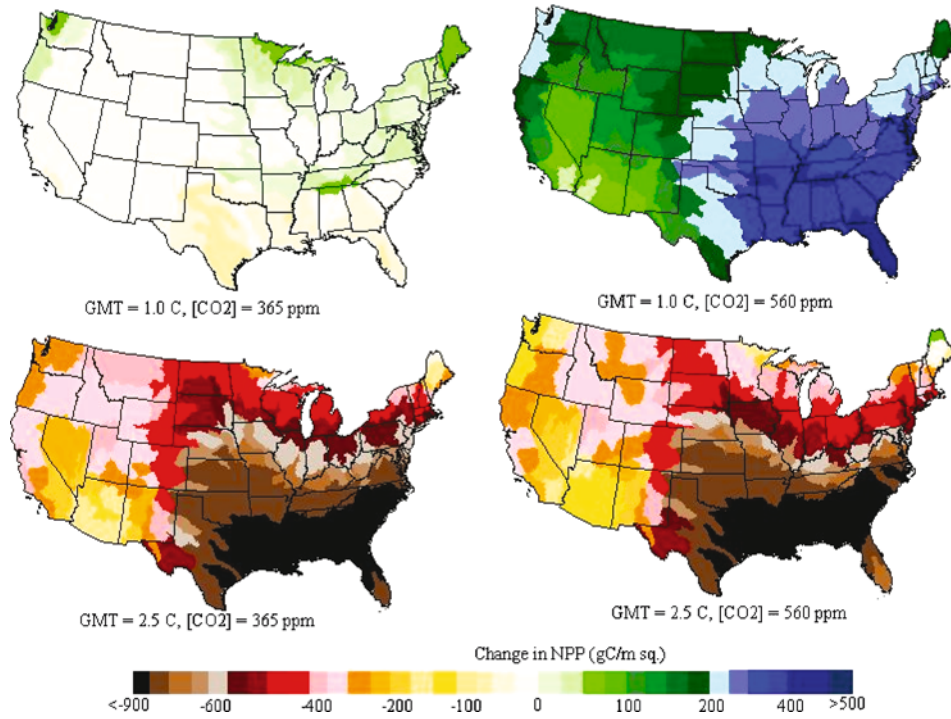 GMT = 1.0 C, [CO2] = 365 ppm
GMT = 1.0 C, [CO2] = 560 ppm
GMT = 2.5 C, [CO2] = 365 ppm
GMT = 2.5 C, [CO2] = 560 ppm
Change in NPP (gC/m sq.)
<-900 -600 -400 -200 -100 0 100 200 400 >500